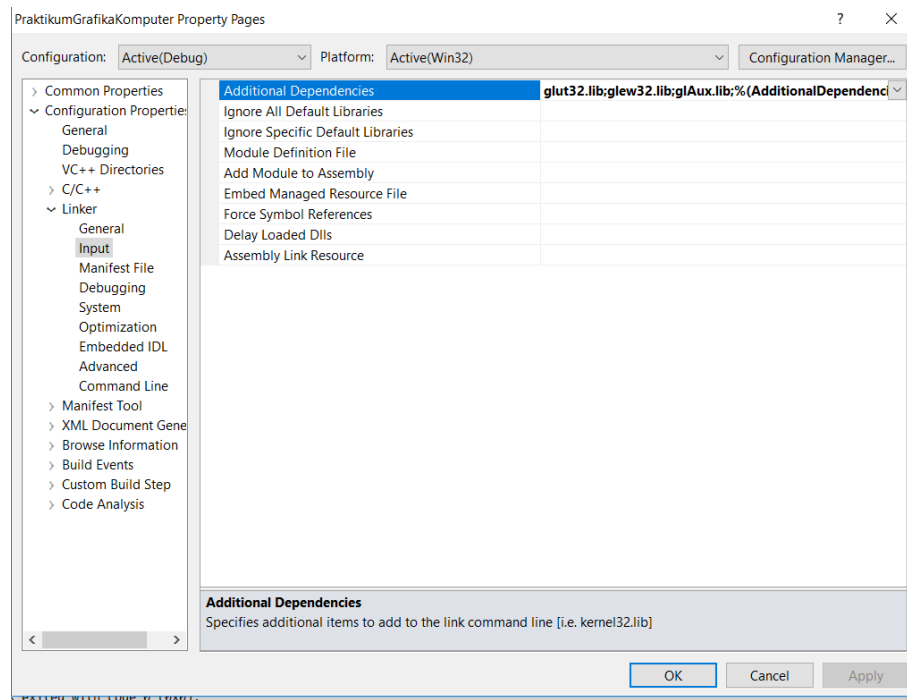 PraktikumGrafikaKomputer Property Pages
? ×
Configuration: Active(Debug) Platform: Active(Win32) Configuration Manager...
Common Properties
Configuration Propertie
General
Debugging
VC++ Directories
C/C++
Linker
General
Input
Manifest File
Debugging
System
Optimization
Embedded IDL
Advanced
Command Line
Manifest Tool
XML Document Gene
Browse Information
Build Events
Custom Build Step
Code Analysis
Additional Dependencies glut32.lib;glew32.lib;glAux.lib;%(AdditionalDependenci
Ignore All Default Libraries
Ignore Specific Default Libraries
Module Definition File
Add Module to Assembly
Embed Managed Resource File
Force Symbol References
Delay Loaded Dlls
Assembly Link Resource
Additional Dependencies
Specifies additional items to add to the link command line [i.e. kernel32.lib]
OK Cancel Apply